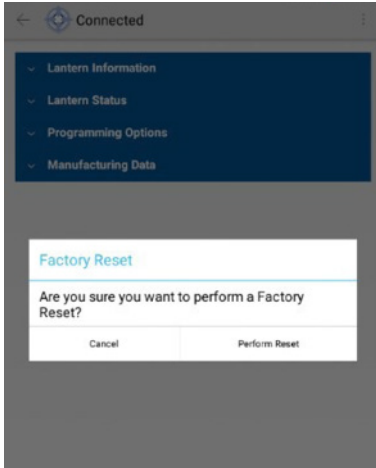 Connected
Lantern Information
Lantern Status
Programming Options
Manufacturing Data
Factory Reset
Are you sure you want to perform a Factory
Reset?
Cancel
Perform Reset